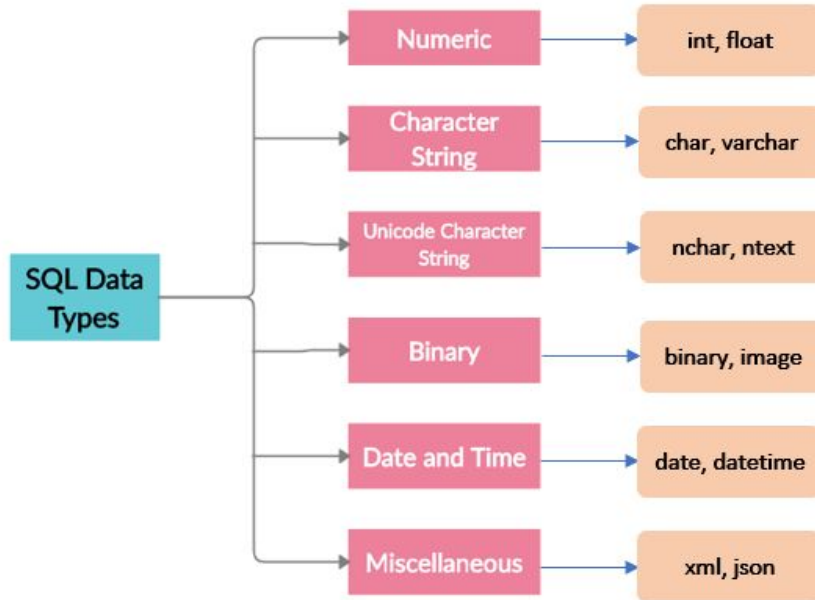 SQL Data
Types
Numeric
int, float
Character
String
char, varchar
Unicode Character
String
nchar, ntext
Binary
binary, image
Date and Time
date, datetime
Miscellaneous
xml, json